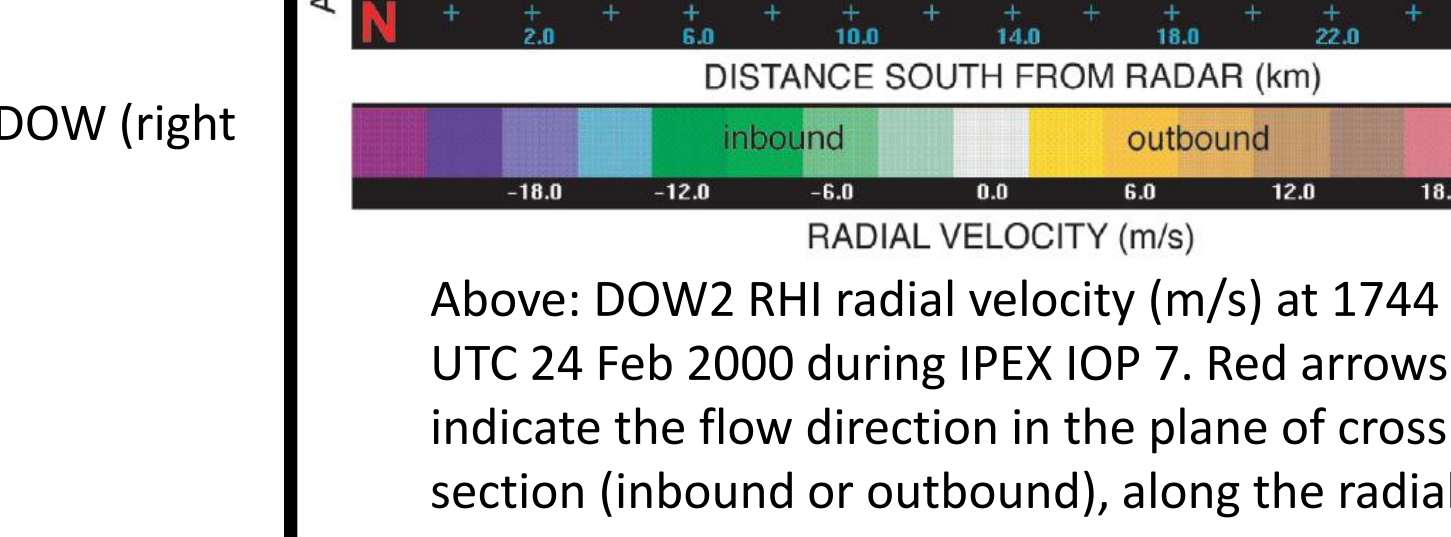 N
2.0 6.0 10.0 14.0 18.0 22.0
DISTANCE SOUTH FROM RADAR (km)
DOW (right
inbound outbound
-18.0 -12.0 -6.0 0.0 6.0 12.0 18.
RADIAL VELOCITY (m/s)
Above: DOW2 RHI radial velocity (m/s) at 1744
UTC 24 Feb 2000 during IPEX IOP 7. Red arrows
indicate the flow direction in the plane of cross
section (inbound or outbound), along the radial